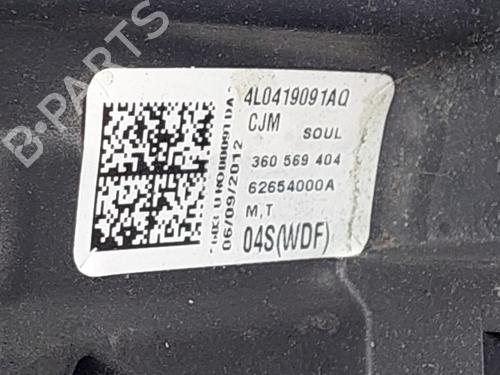 B-PARTS
4L0419091AQ
CJM SOUL
360 569 404
62654000A
M,T
04S(WDF)
06/09/2012